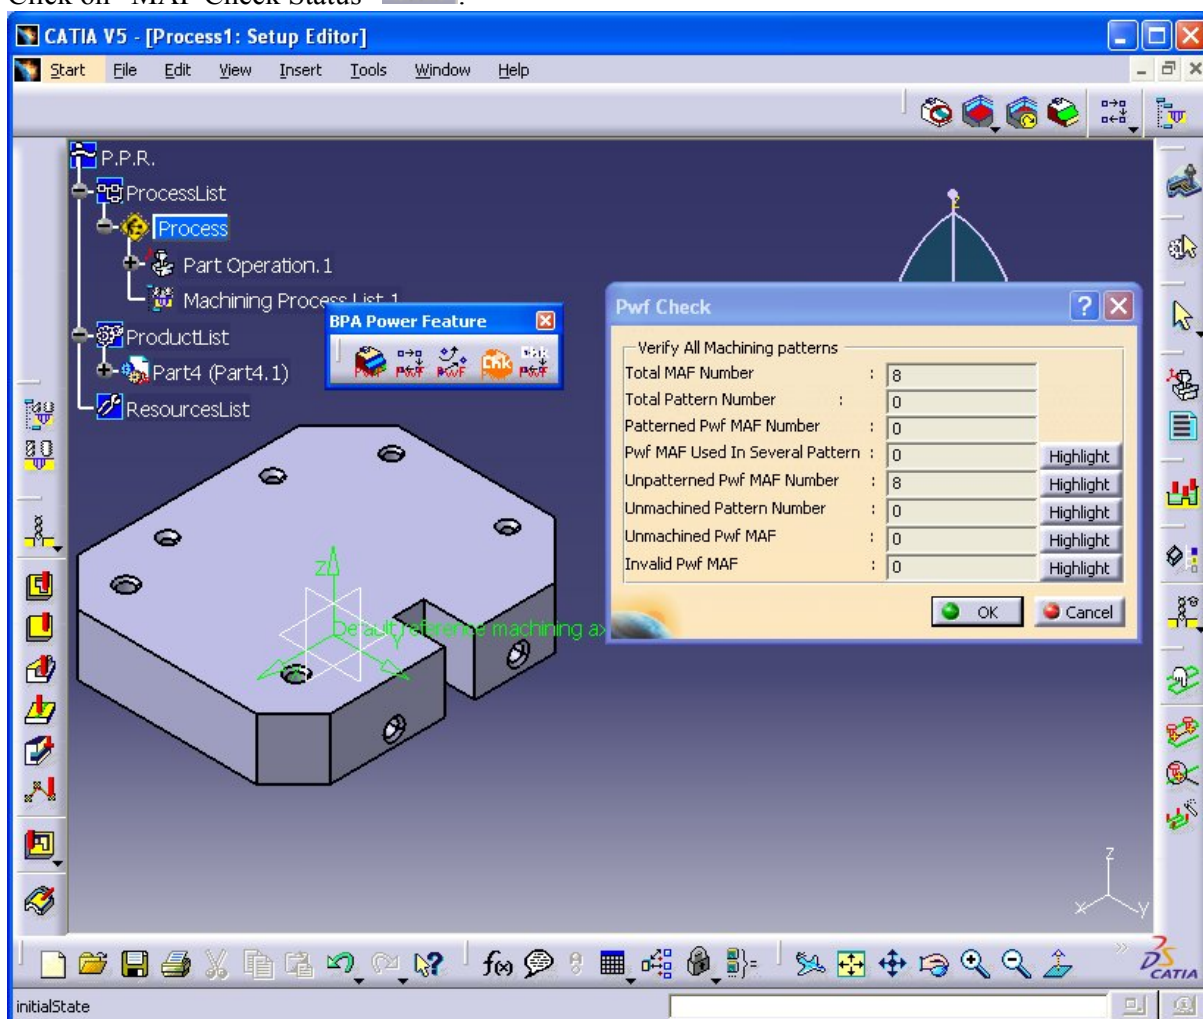 Click on "MAF Check Status" .
CATIA V5 - [Process1: Setup Editor]
Start File Edit View Insert Tools Window Help
P.P.R.
ProcessList
Process
Part Operation.1
Machining Process List.1
ProductList
Part4 (Part4.1)
ResourcesList
BPA Power Feature
Pwf Check
Verify All Machining patterns
Total MAF Number : 8
Total Pattern Number : 0
Patterned Pwf MAF Number : 0
Pwf MAF Used In Several Pattern : 0 Highlight
Unpatterned Pwf MAF Number : 8 Highlight
Unmachined Pattern Number : 0 Highlight
Unmachined Pwf MAF : 0 Highlight
Invalid Pwf MAF : 0 Highlight
OK Cancel
z
Z
Default reference machining ax
Y
z
x y
f(x)
CATIA
initialState